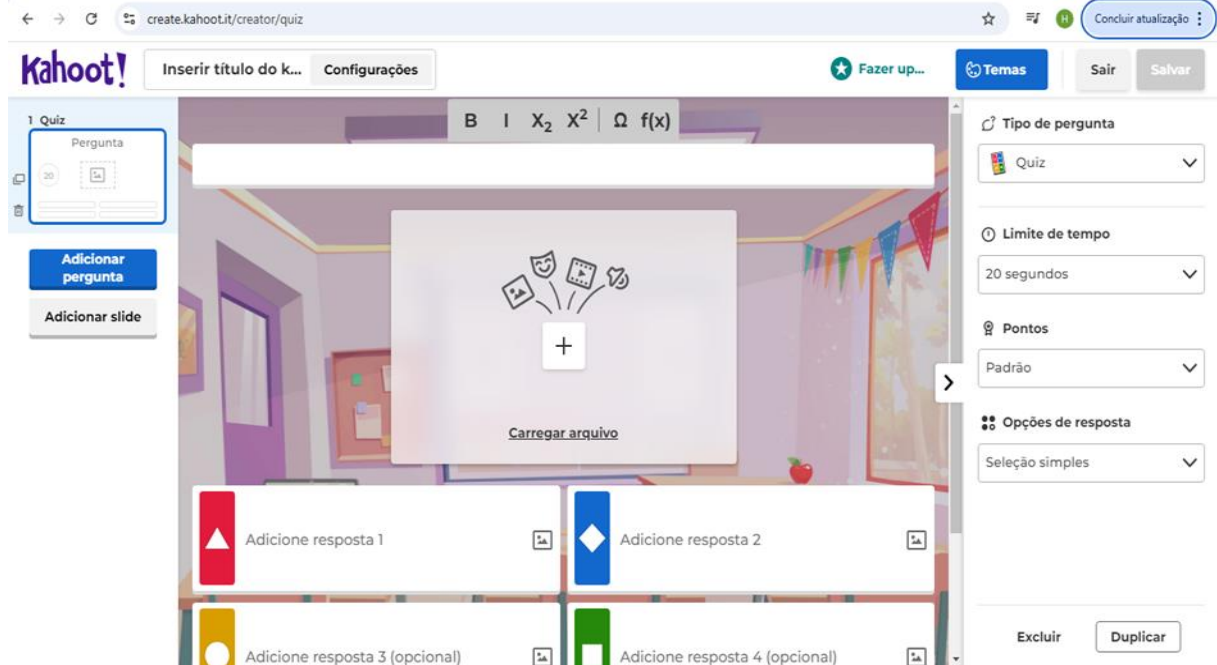 create.kahoot.it/creator/quiz
H
Concluir atualização
Kahoot!
Inserir título do k...
Configurações
Fazer up...
Temas
Sair
Salvar
1 Quiz
Pergunta
20
Adicionar
pergunta
Adicionar slide
B I X₂ X² Ω f(x)
Carregar arquivo
Adicione resposta 1
Adicione resposta 2
Adicione resposta 3 (opcional)
Adicione resposta 4 (opcional)
Tipo de pergunta
Quiz
Limite de tempo
20 segundos
Pontos
Padrão
Opções de resposta
Seleção simples
Excluir
Duplicar